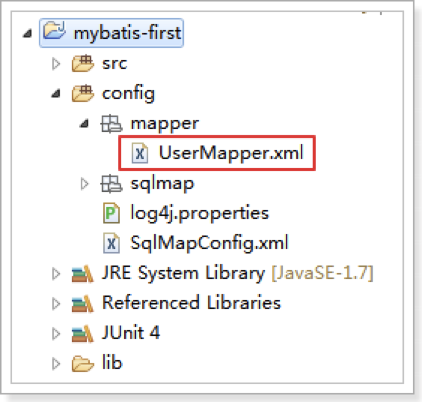 mybatis-first
src
config
mapper
UserMapper.xml
sqlmap
log4j.properties
SqlMapConfig.xml
JRE System Library [JavaSE-1.7]
Referenced Libraries
JUnit 4
lib